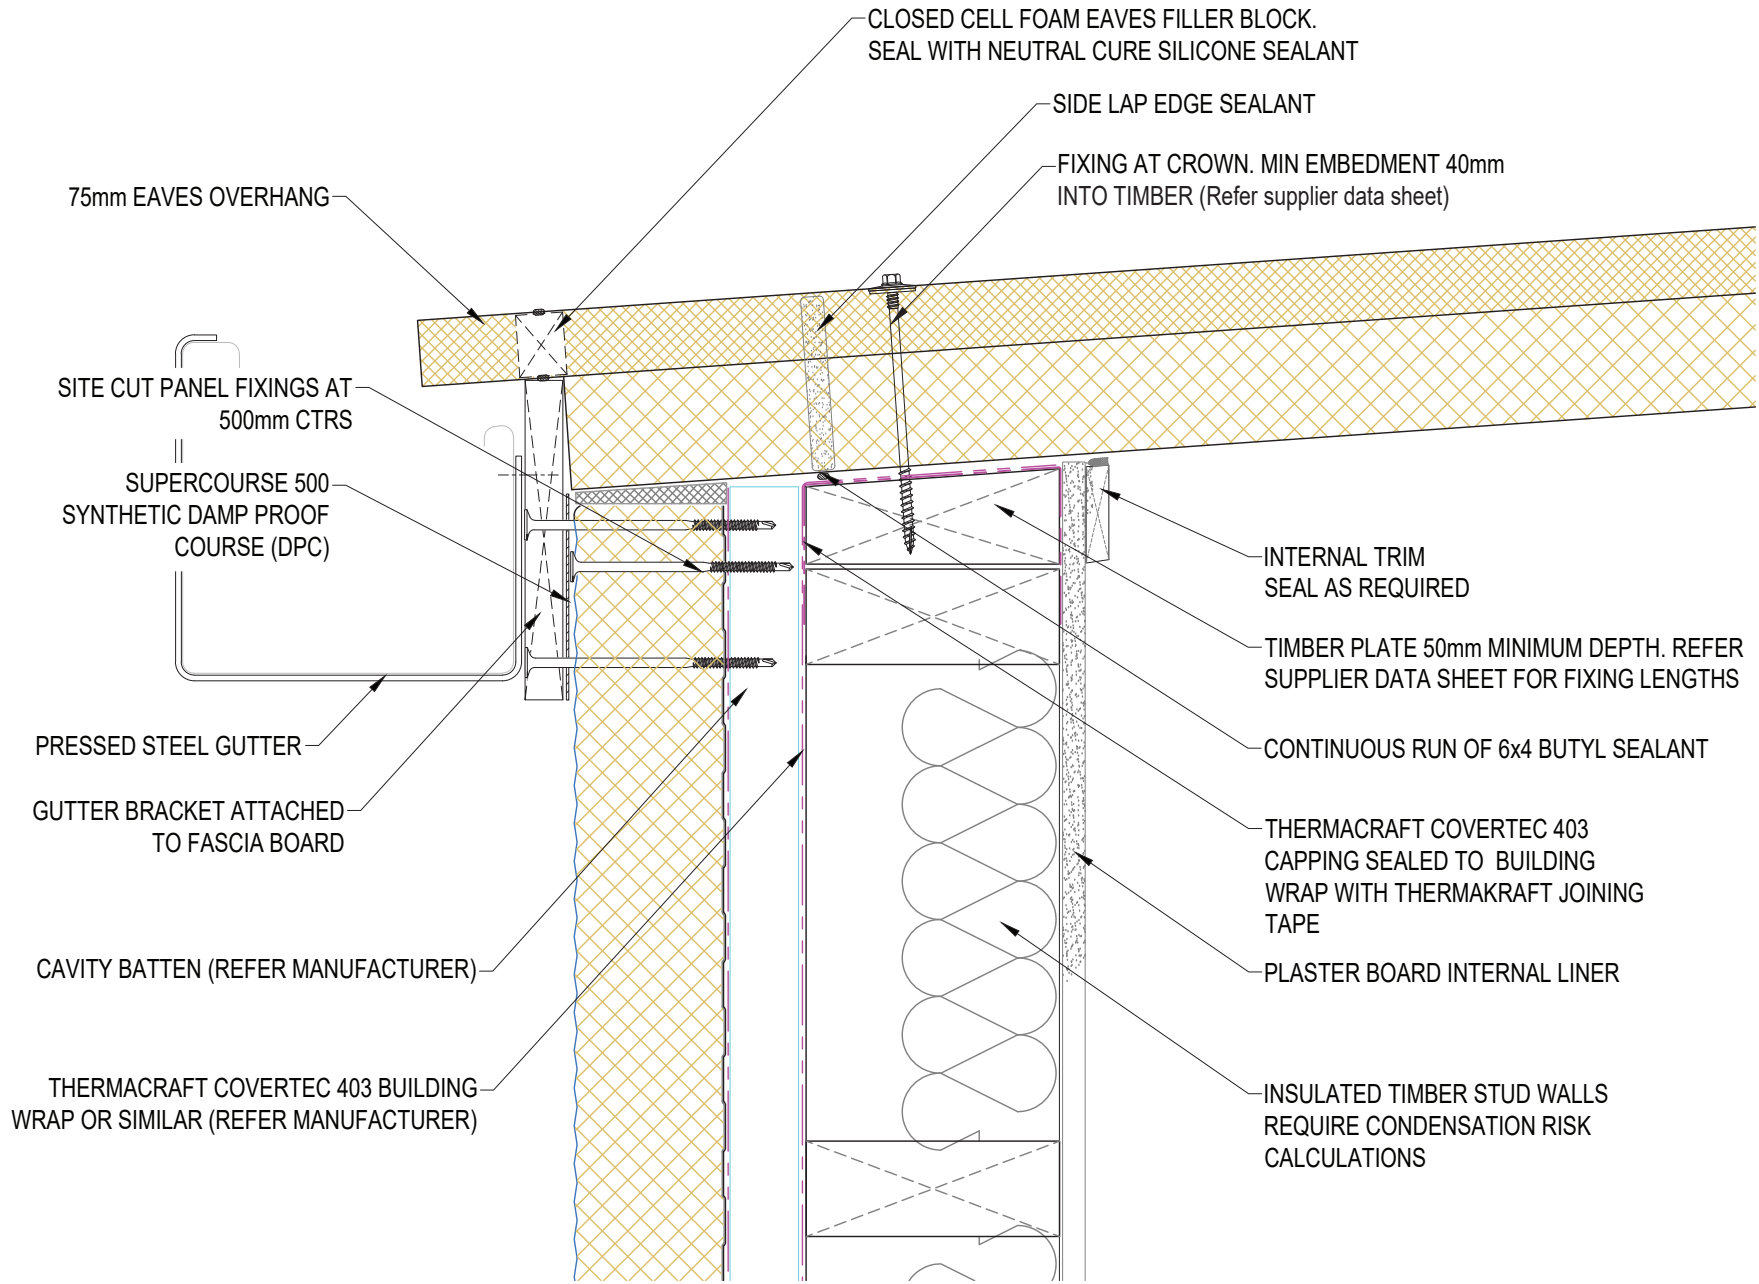 CLOSED CELL FOAM EAVES FILLER BLOCK.
SEAL WITH NEUTRAL CURE SILICONE SEALANT
SIDE LAP EDGE SEALANT
FIXING AT CROWN. MIN EMBEDMENT 40mm
INTO TIMBER (Refer supplier data sheet)
75mm EAVES OVERHANG
SITE CUT PANEL FIXINGS AT
500mm CTRS
SUPERCOURSE 500
SYNTHETIC DAMP PROOF
COURSE (DPC)
PRESSED STEEL GUTTER
GUTTER BRACKET ATTACHED
TO FASCIA BOARD
CAVITY BATTEN (REFER MANUFACTURER)
THERMACRAFT COVERTEC 403 BUILDING
WRAP OR SIMILAR (REFER MANUFACTURER)
INTERNAL TRIM
SEAL AS REQUIRED
TIMBER PLATE 50mm MINIMUM DEPTH. REFER
SUPPLIER DATA SHEET FOR FIXING LENGTHS
CONTINUOUS RUN OF 6x4 BUTYL SEALANT
THERMACRAFT COVERTEC 403
CAPPING SEALED TO BUILDING
WRAP WITH THERMAKRAFT JOINING
TAPE
PLASTER BOARD INTERNAL LINER
INSULATED TIMBER STUD WALLS
REQUIRE CONDENSATION RISK
CALCULATIONS